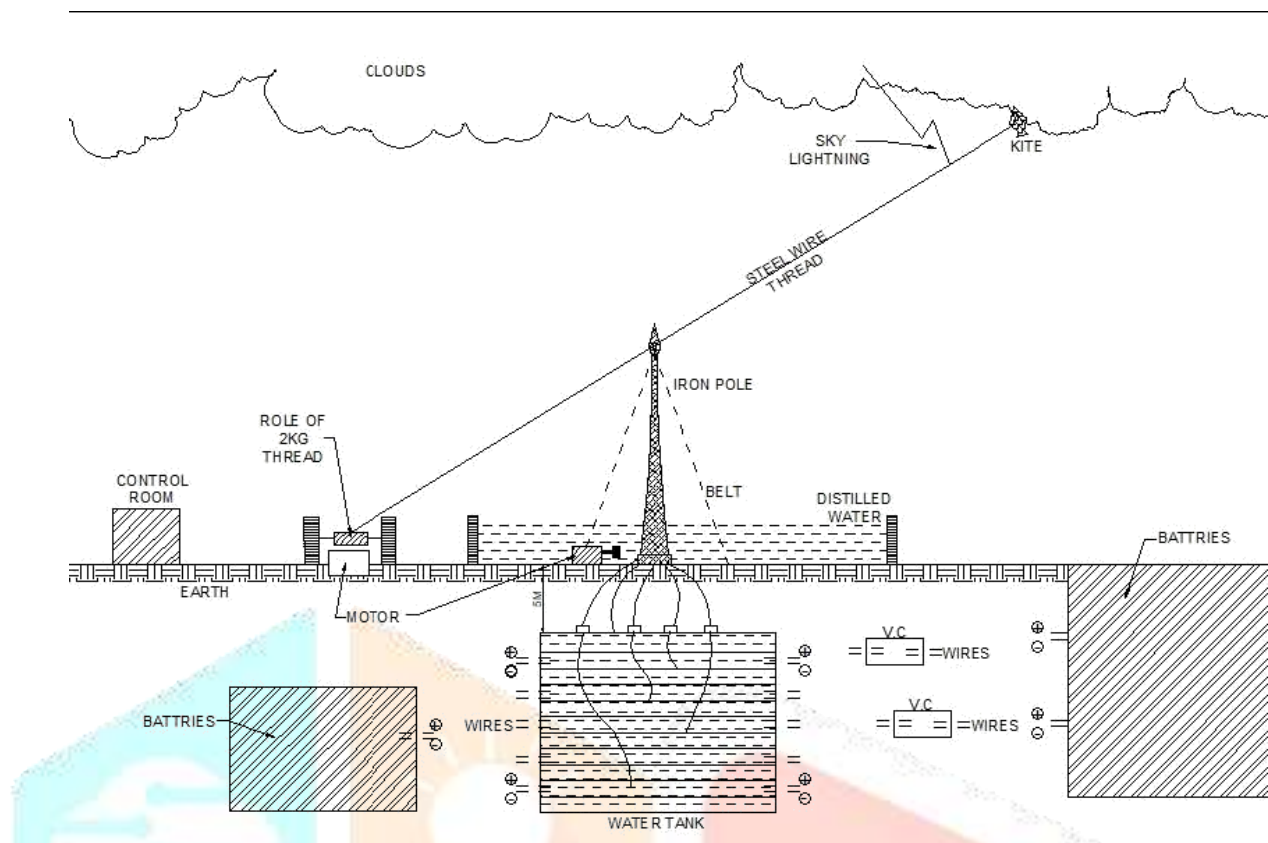 CLOUDS
SKY
LIGHTNING
KITE
STEEL WIRE
THREAD
IRON POLE
ROLE OF
2KG
THREAD
CONTROL
ROOM
BELT
DISTILLED
WATER
BATTRIES
EARTH
MOTOR
5M
V.C
WIRES
BATTRIES
WIRES
V.C
WIRES
WATER TANK